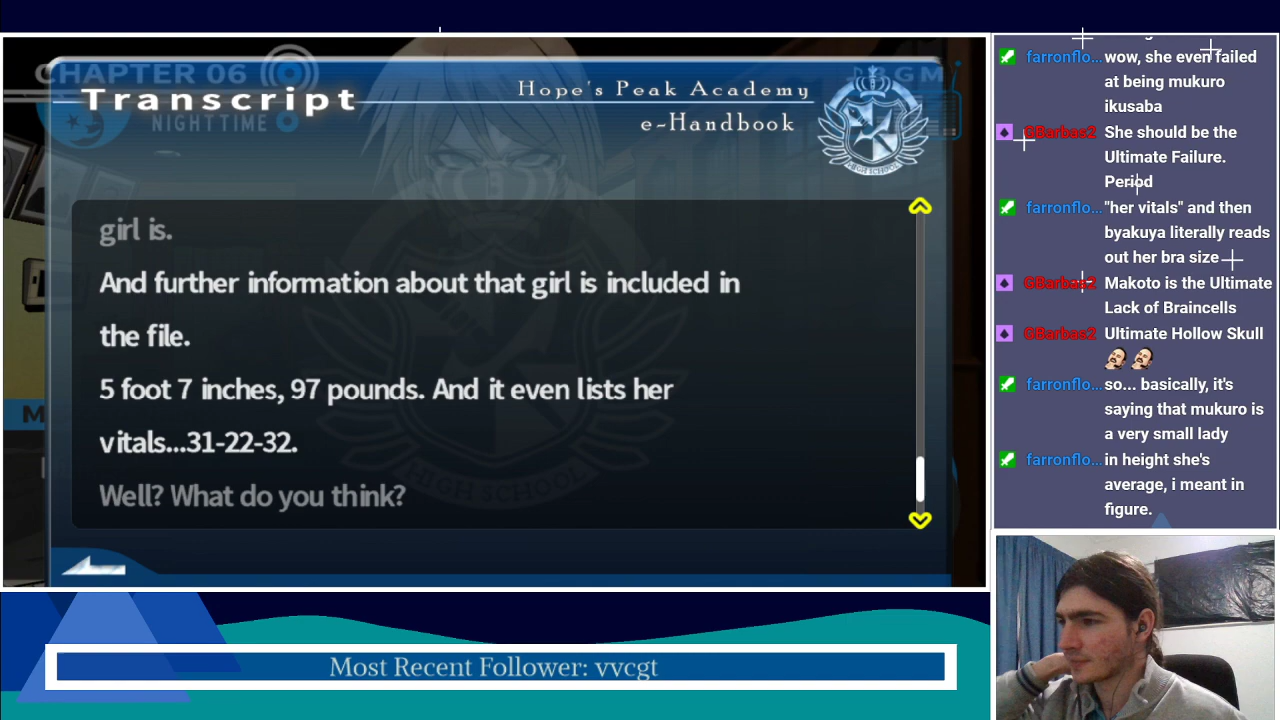 CHAPTER 06
BGM
Transcript
NIGHTTIME
Hope's Peak Academy
e-Handbook
HIGH SCHOOL
girl is.
And further information about that girl is included in
the file.
5 foot 7 inches, 97 pounds. And it even lists her
vitals...31-22-32.
Well? What do you think?
HIGH SCHOOL
M
farronflo... wow, she even failed
at being mukuro
ikusaba
GBarbas2 She should be the
Ultimate Failure.
Period
farronflo... "her vitals" and then
byakuya literally reads
out her bra size
GBarbas2 Makoto is the Ultimate
Lack of Braincells
GBarbas2 Ultimate Hollow Skull
farronflo... so... basically, it's
saying that mukuro is
a very small lady
farronflo... in height she's
average, i meant in
figure.
Most Recent Follower: vvcgt